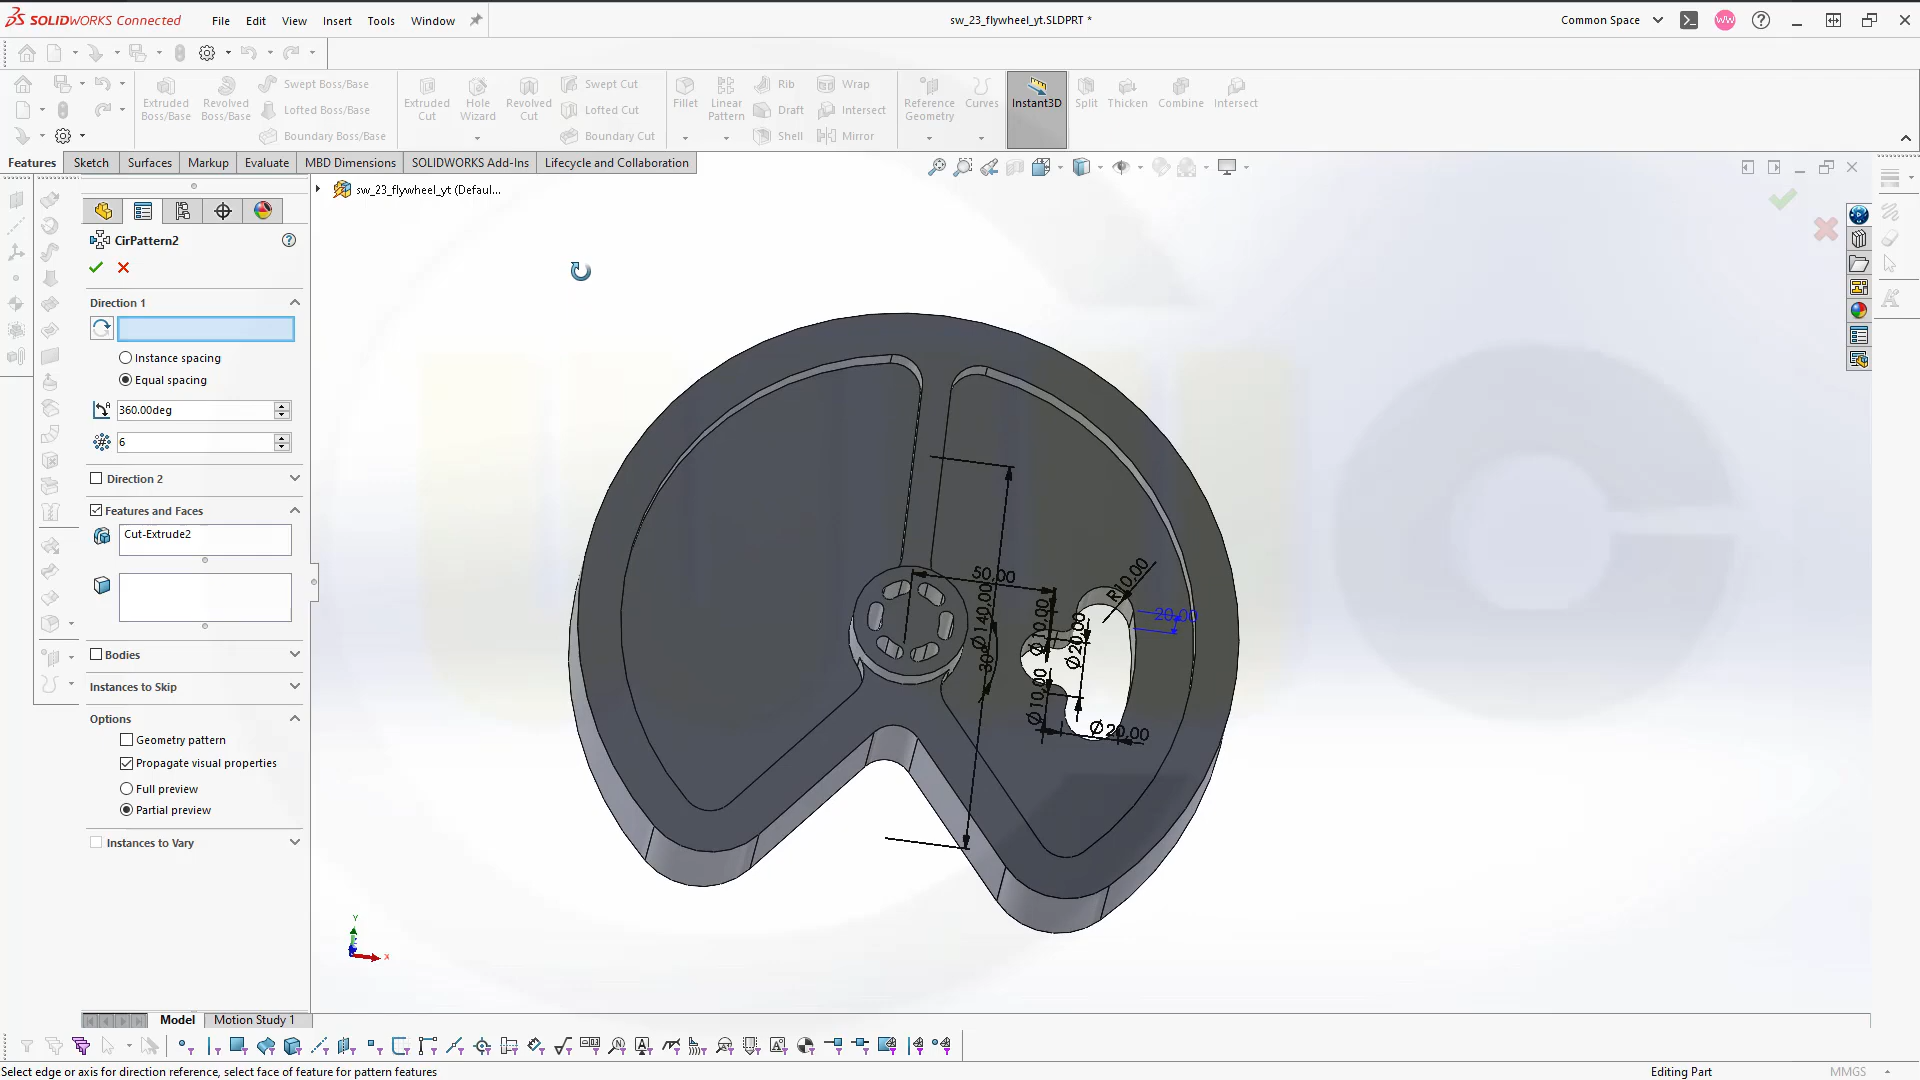 SOLIDWORKS Connected
File Edit View Insert Tools Window
sw_23_flywheel_yt.SLDPRT *
Common Space
WW
Extruded Boss/Base
Revolved Boss/Base
Swept Boss/Base
Lofted Boss/Base
Boundary Boss/Base
Extruded Cut
Hole Wizard
Revolved Cut
Swept Cut
Lofted Cut
Boundary Cut
Fillet
Linear Pattern
Rib
Draft
Shell
Wrap
Intersect
Mirror
Reference Geometry
Curves
Instant3D
Split
Thicken
Combine
Intersect
Features Sketch Surfaces Markup Evaluate MBD Dimensions SOLIDWORKS Add-Ins Lifecycle and Collaboration
sw_23_flywheel_yt (Defaul...
CirPattern2
Direction 1
Instance spacing
Equal spacing
360.00deg
6
Direction 2
Features and Faces
Cut-Extrude2
Bodies
Instances to Skip
Options
Geometry pattern
Propagate visual properties
Full preview
Partial preview
Instances to Vary
50,00
R10,00
20,00
Ø140,00
Ø10,00
Ø20,00
30°
Ø10,00
Ø20,00
Y
X
Model Motion Study 1
Select edge or axis for direction reference, select face of feature for pattern features
Editing Part
MMGS